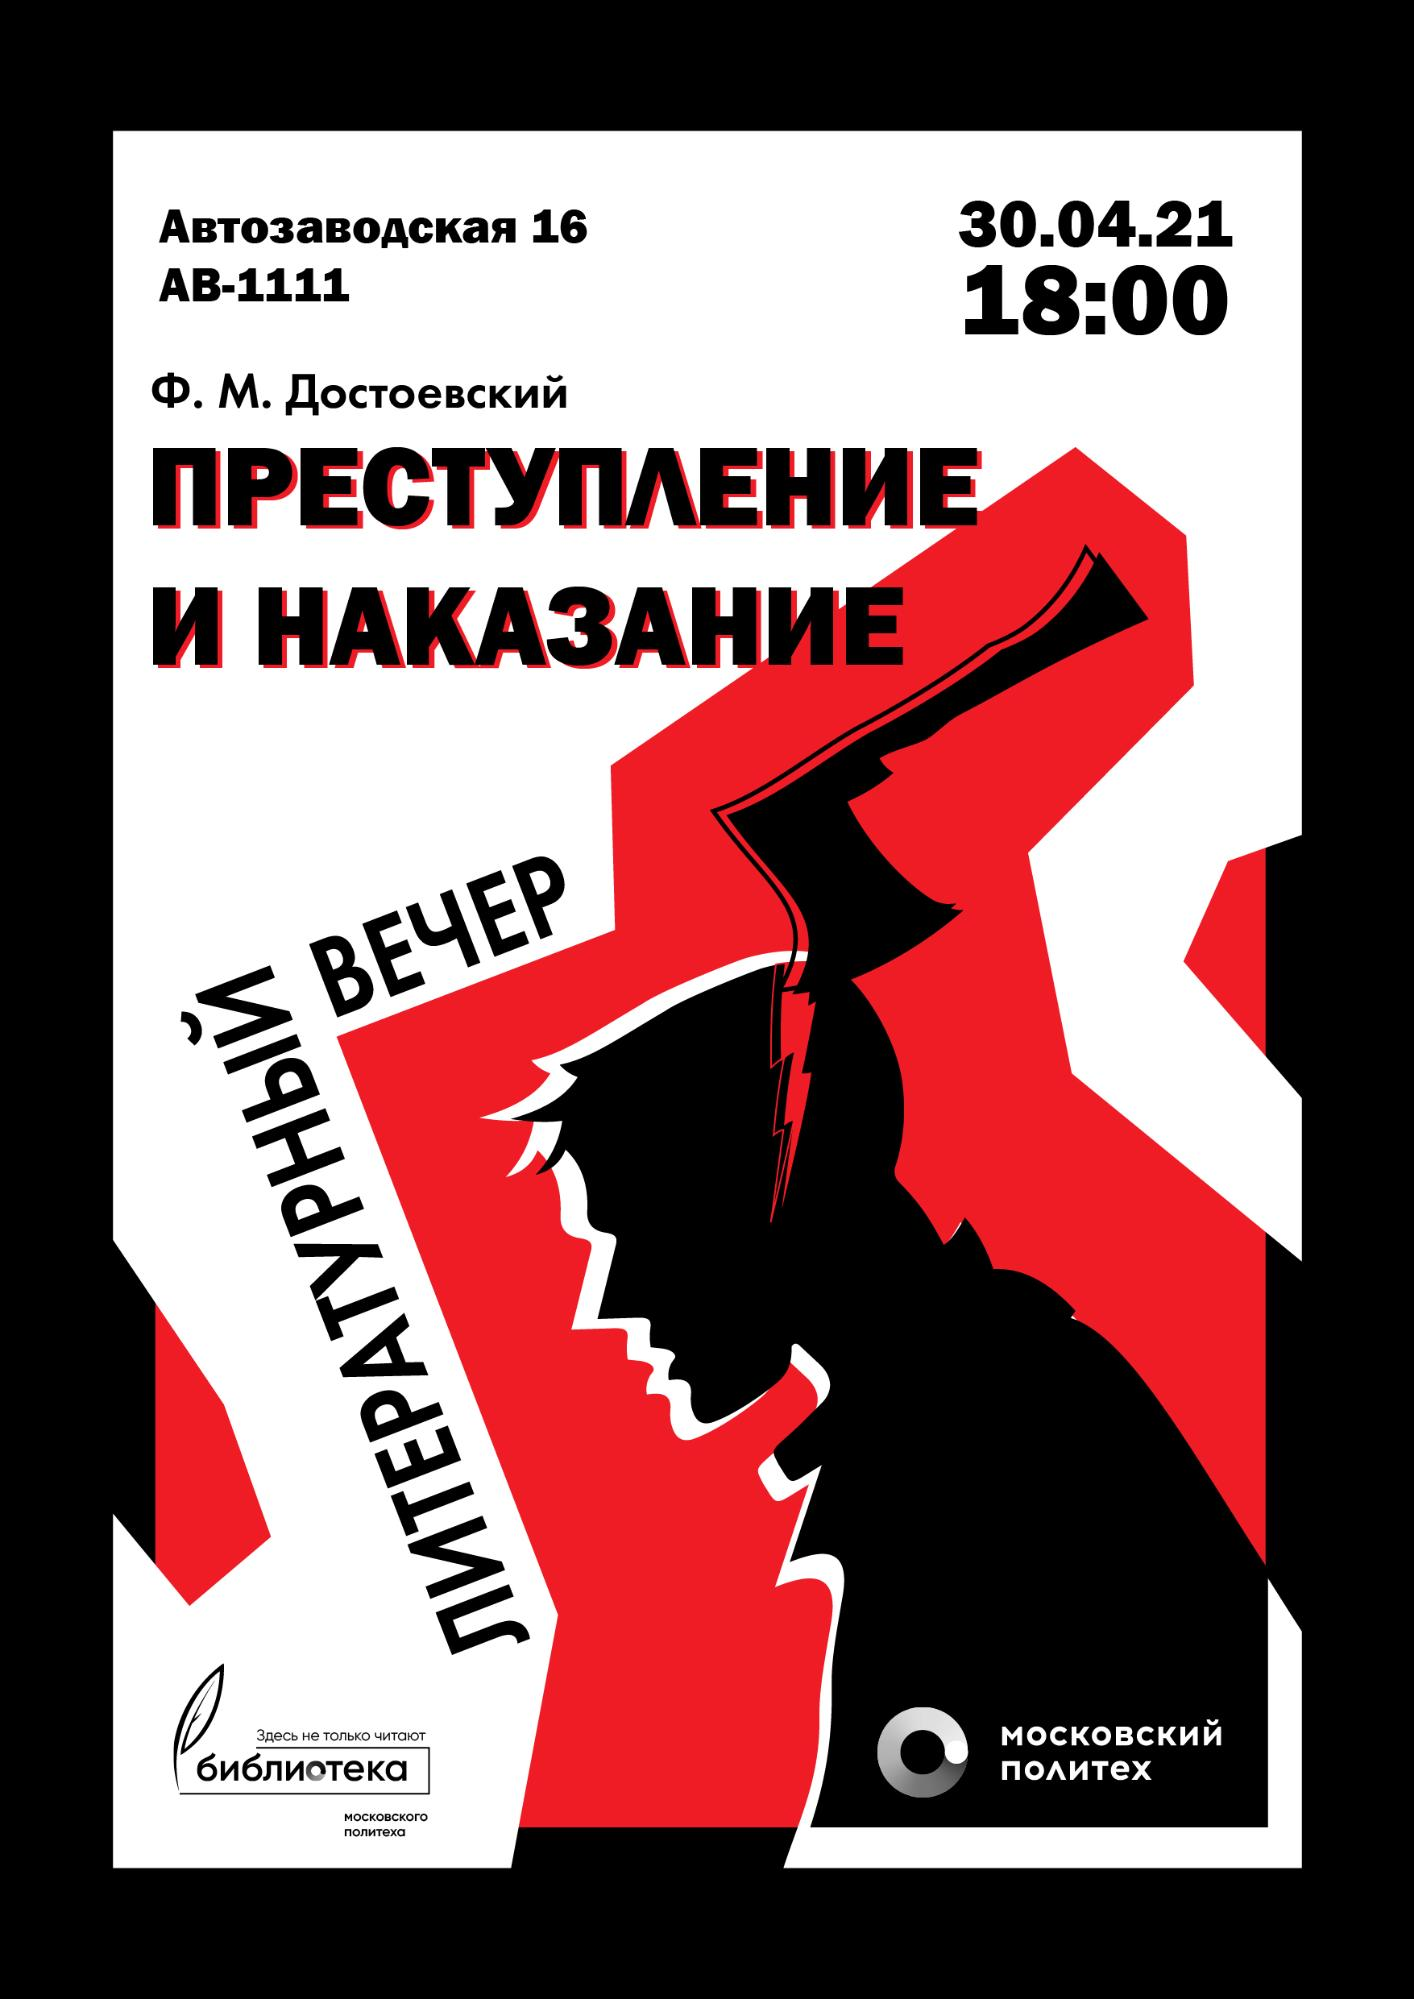 Автозаводская 16
АВ-1111
30.04.21
18:00
Ф. М. Достоевский
ПРЕСТУПЛЕНИЕ
И НАКАЗАНИЕ
ЛИТЕРАТУРНЫЙ
ВЕЧЕР
Здесь не только читают
библиотека
московского
политеха
московский
политех